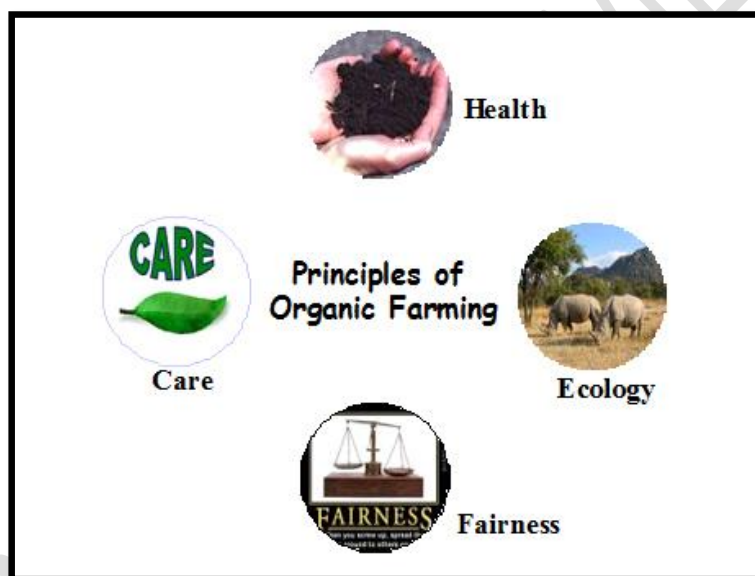 Health
CARE
Principles of
Organic Farming
Care
Ecology
FAIRNESS
Fairness